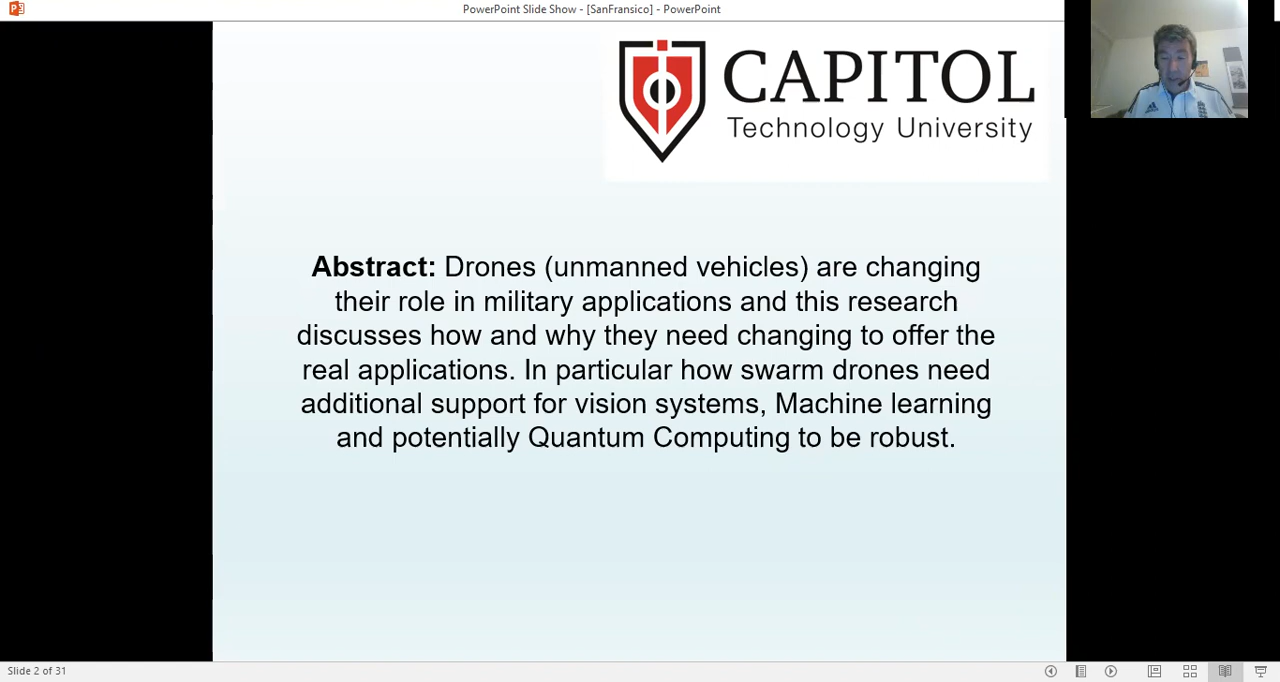 PowerPoint Slide Show - [SanFransico] - PowerPoint
CAPITOL
Technology University
Abstract: Drones (unmanned vehicles) are changing
their role in military applications and this research
discusses how and why they need changing to offer the
real applications. In particular how swarm drones need
additional support for vision systems, Machine learning
and potentially Quantum Computing to be robust.
Slide 2 of 31